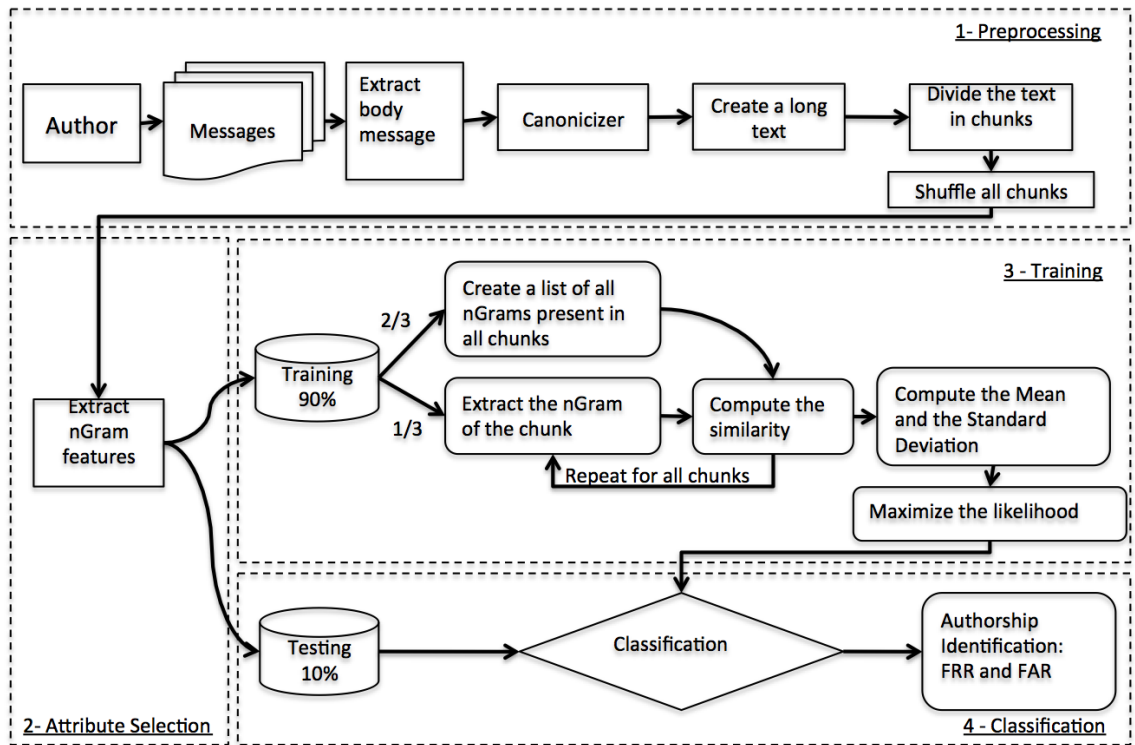 1- Preprocessing
Author
Messages
Extract
body
message
Canonicizer
Create a long
text
Divide the text
in chunks
Shuffle all chunks
3 - Training
Create a list of all
nGrams present in
all chunks
2/3
Training
90%
1/3
Extract the nGram
of the chunk
Compute the
similarity
Compute the Mean
and the Standard
Deviation
Repeat for all chunks
Maximize the likelihood
Extract
nGram
features
Testing
10%
Classification
Authorship
Identification:
FRR and FAR
2- Attribute Selection
4 - Classification